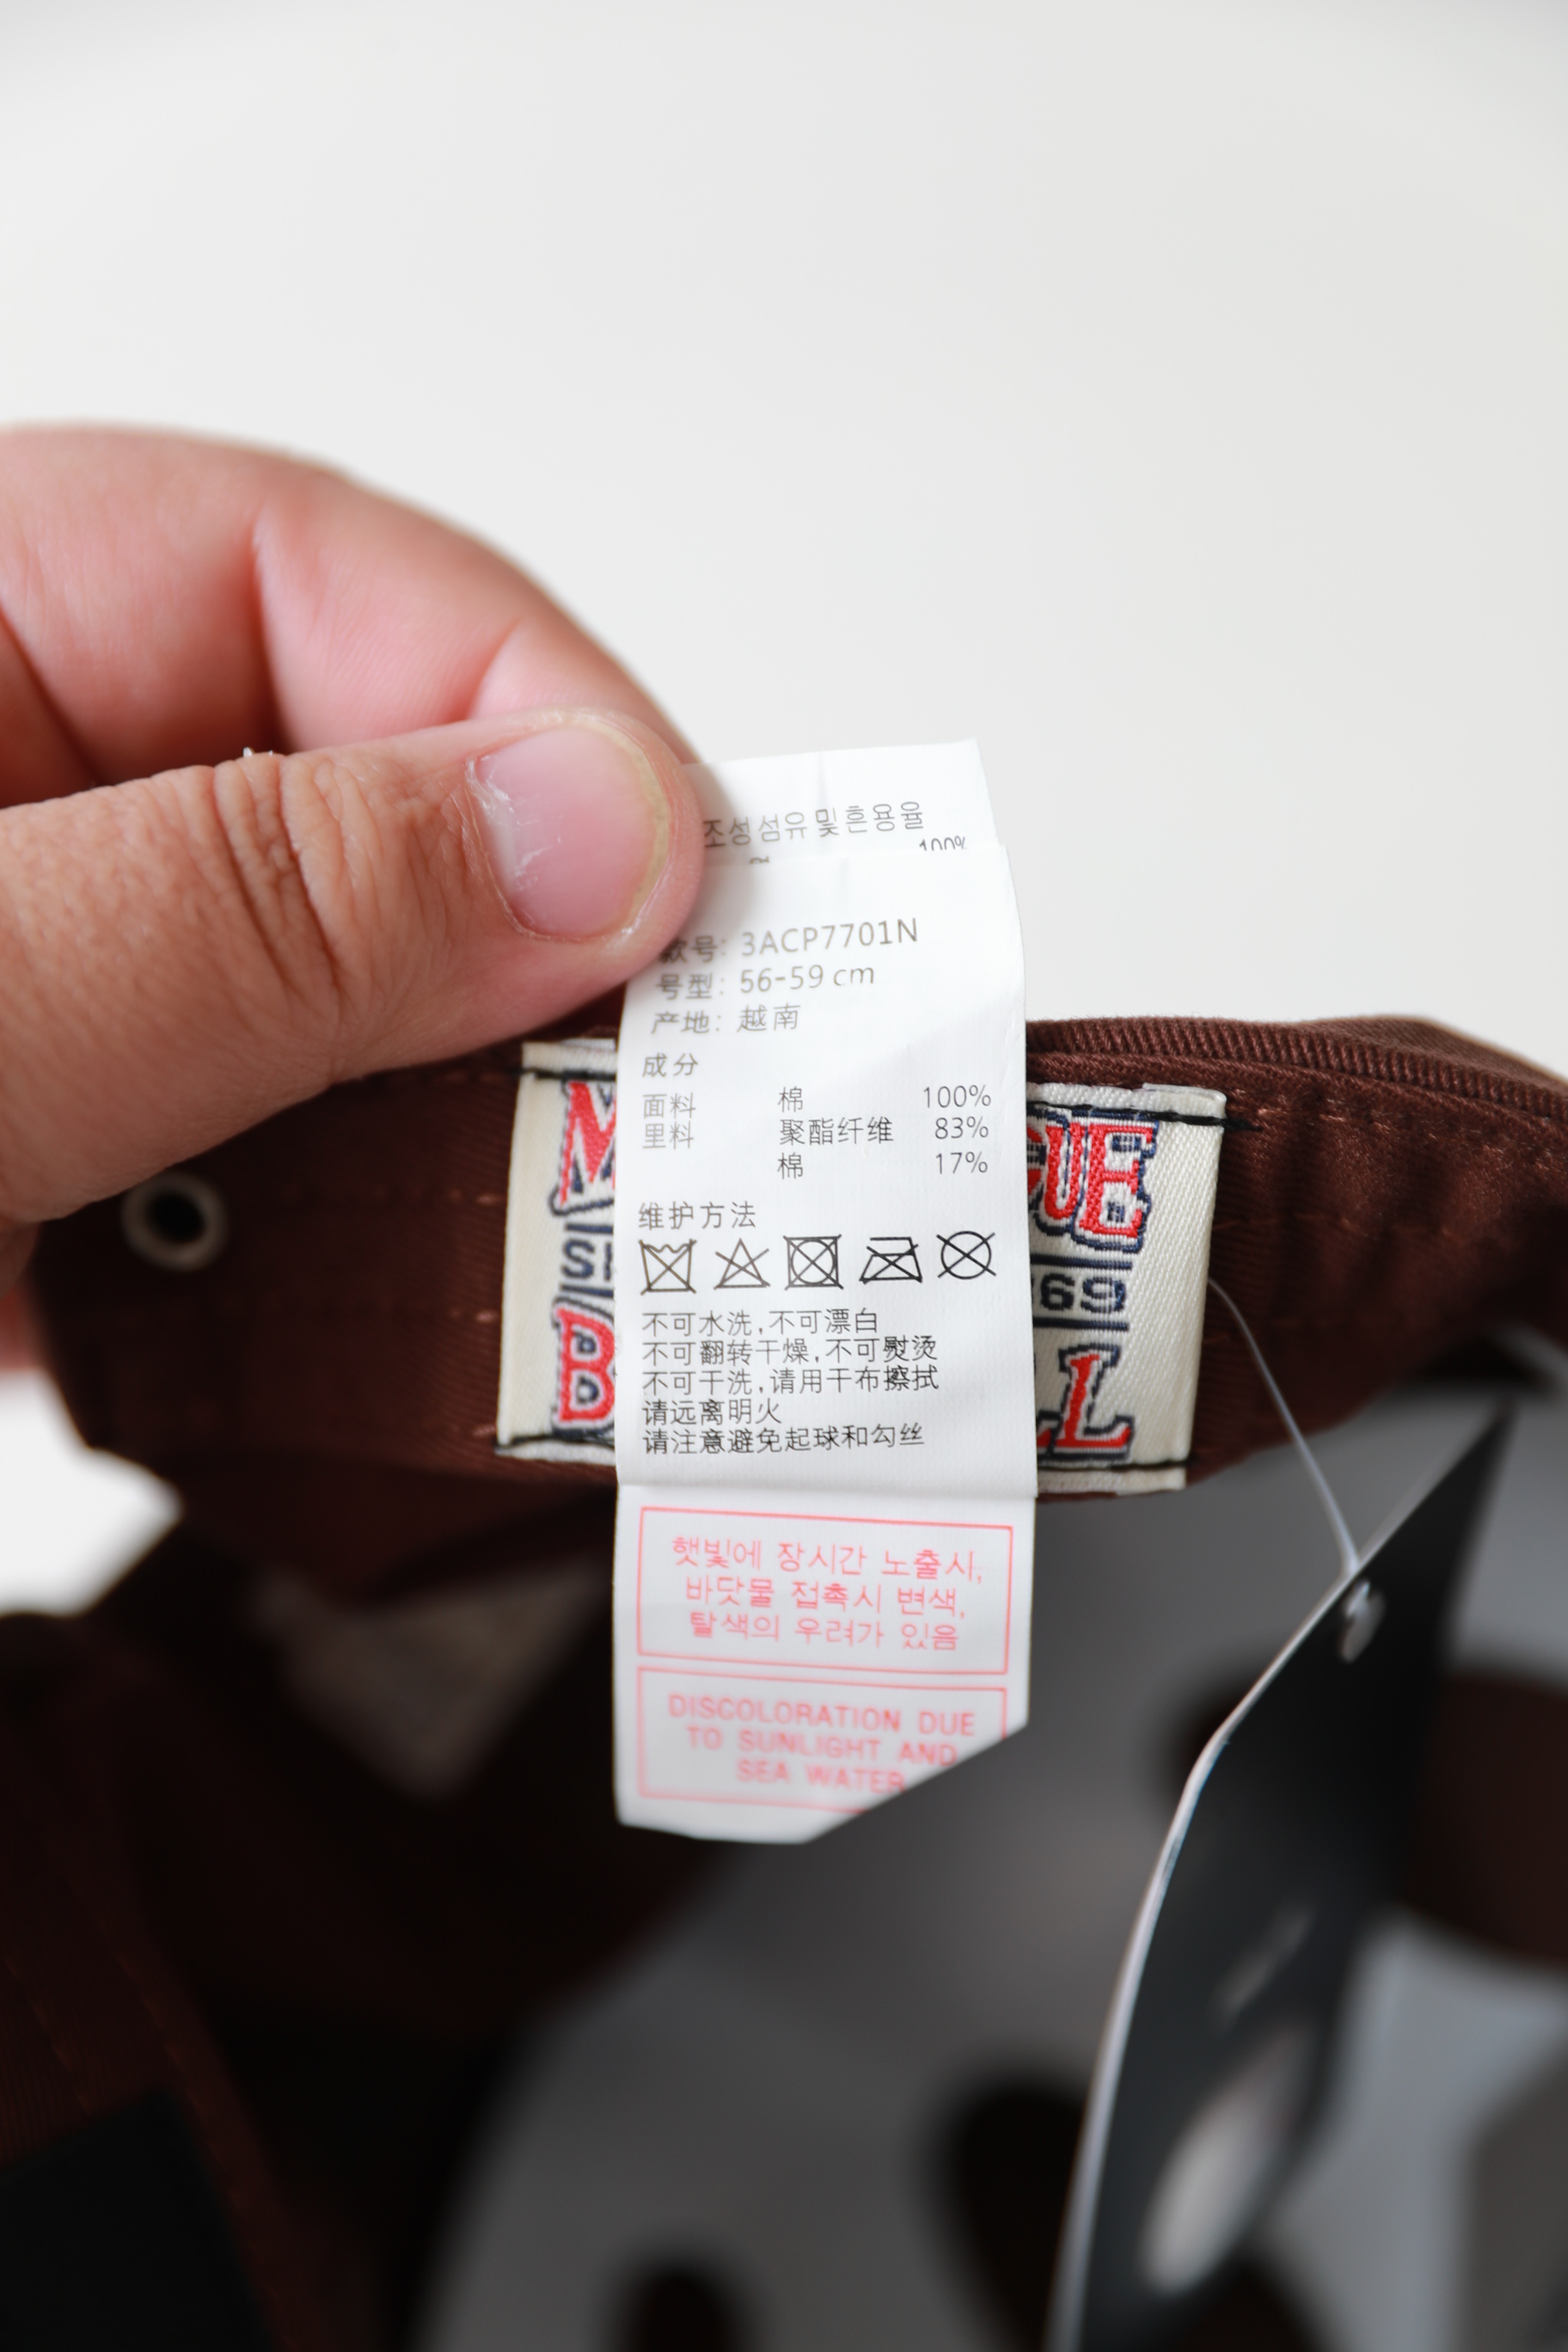 조성섬유및혼용율
100%
款号: 3ACP7701N
号型: 56-59 cm
产地: 越南
成分
面料 棉 100%
里料 聚酯纤维 83%
棉 17%
维护方法
不可水洗,不可漂白
不可翻转干燥,不可熨烫
不可干洗,请用干布擦拭
请远离明火
请注意避免起球和勾丝
햇빛에 장시간 노출시,
바닷물 접촉시 변색,
탈색의 우려가 있음
DISCOLORATION DUE
TO SUNLIGHT AND
SEA WATER